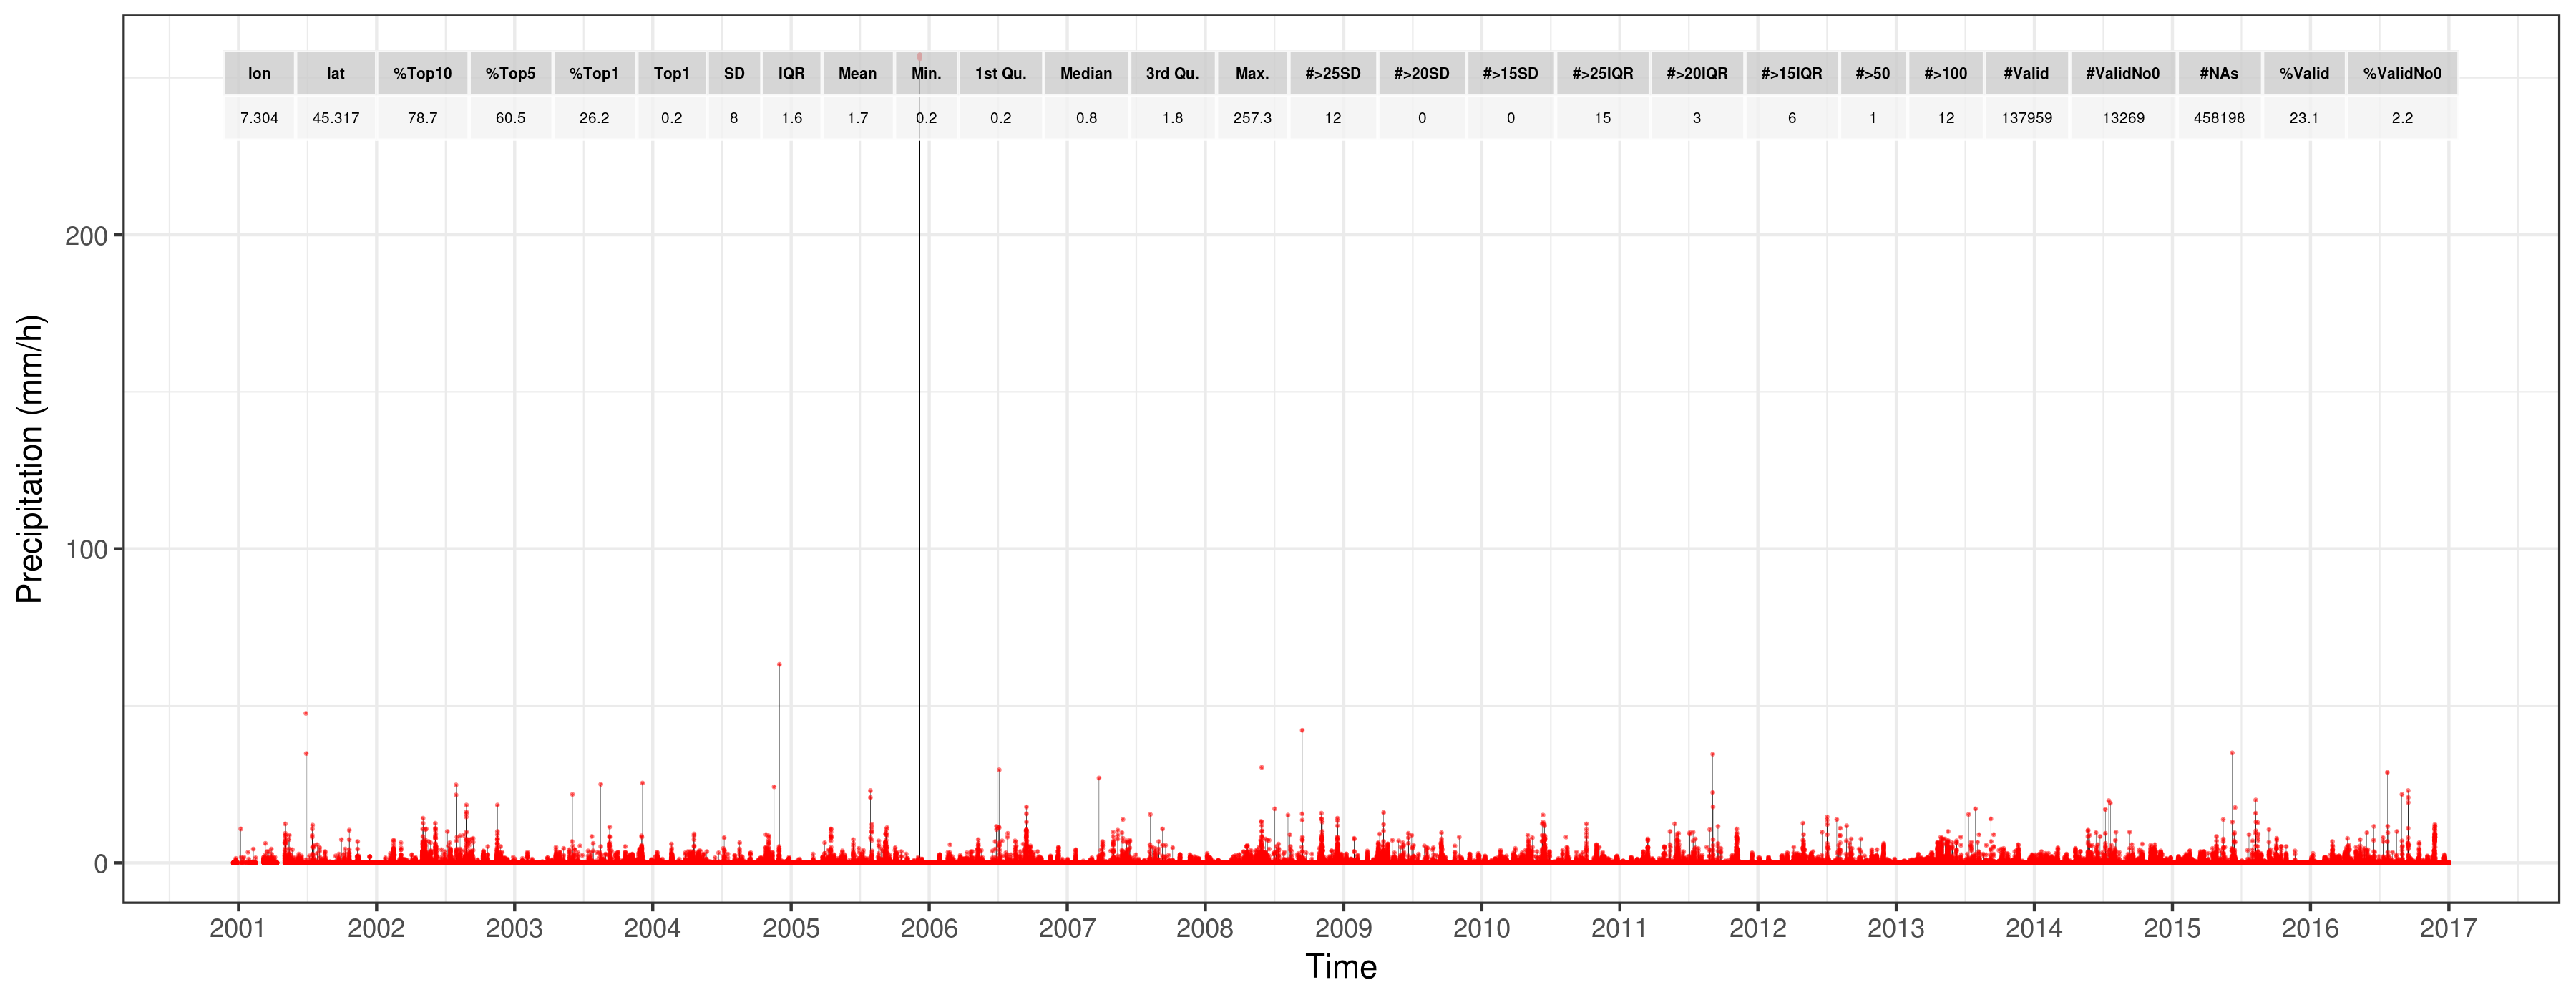 lon lat %Top10 %Top5 %Top1 Top1 SD IQR Mean Min. 1st Qu. Median 3rd Qu. Max. #>25SD #>20SD #>15SD #>25IQR #>20IQR #>15IQR #>50 #>100 #Valid #ValidNo0 #NAs %Valid %ValidNo0
7.304 45.317 78.7 60.5 26.2 0.2 8 1.6 1.7 0.2 0.2 0.8 1.8 257.3 12 0 0 15 3 6 1 12 137959 13269 458198 23.1 2.2
Precipitation (mm/h)
200
100
0
2001 2002 2003 2004 2005 2006 2007 2008 2009 2010 2011 2012 2013 2014 2015 2016 2017
Time